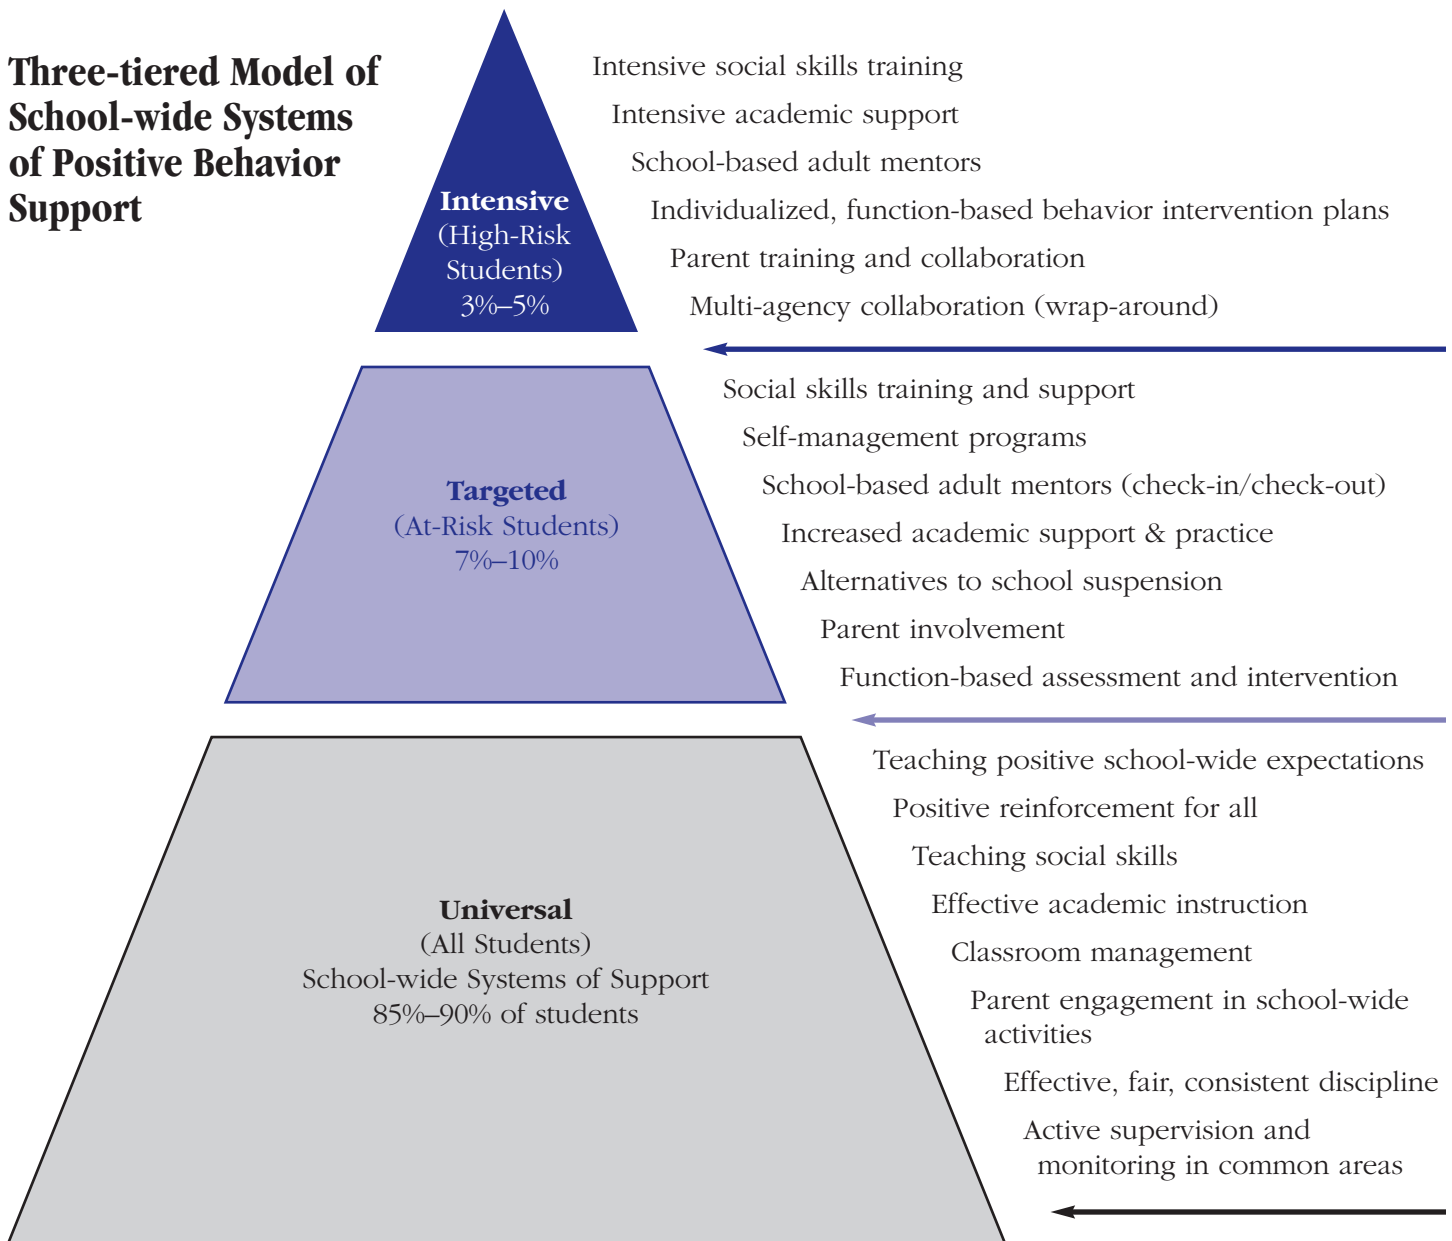 Three-tiered Model of
School-wide Systems
of Positive Behavior
Support
Intensive
(High-Risk
Students)
3%–5%
Intensive social skills training
Intensive academic support
School-based adult mentors
Individualized, function-based behavior intervention plans
Parent training and collaboration
Multi-agency collaboration (wrap-around)
Targeted
(At-Risk Students)
7%–10%
Social skills training and support
Self-management programs
School-based adult mentors (check-in/check-out)
Increased academic support & practice
Alternatives to school suspension
Parent involvement
Function-based assessment and intervention
Universal
(All Students)
School-wide Systems of Support
85%–90% of students
Teaching positive school-wide expectations
Positive reinforcement for all
Teaching social skills
Effective academic instruction
Classroom management
Parent engagement in school-wide
activities
Effective, fair, consistent discipline
Active supervision and
monitoring in common areas